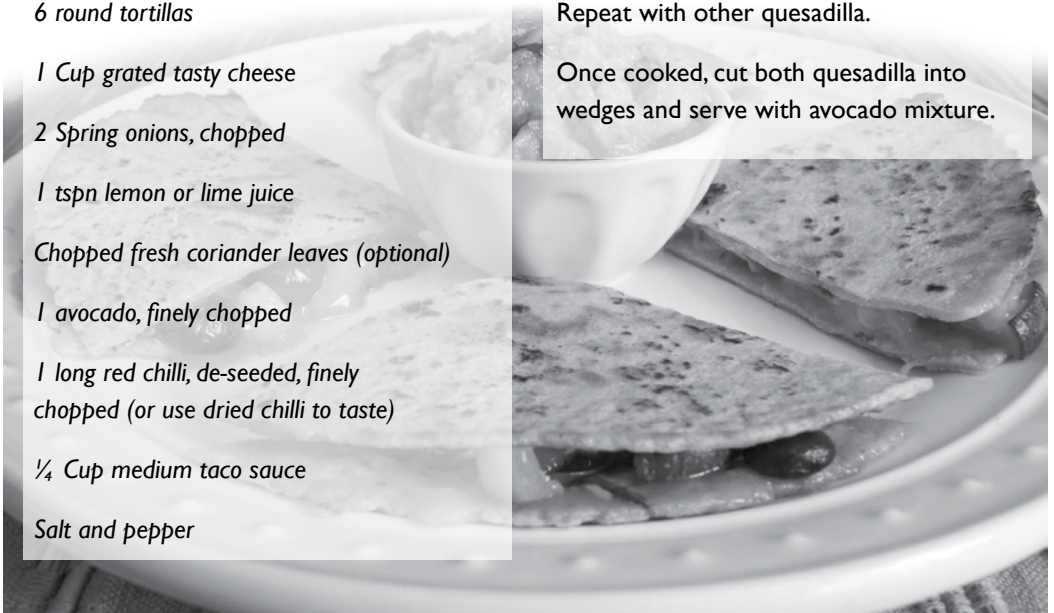 6 round tortillas
1 Cup grated tasty cheese
2 Spring onions, chopped
1 tspn lemon or lime juice
Chopped fresh coriander leaves (optional)
1 avocado, finely chopped
1 long red chilli, de-seeded, finely
chopped (or use dried chilli to taste)
¼ Cup medium taco sauce
Salt and pepper
Repeat with other quesadilla.
Once cooked, cut both quesadilla into
wedges and serve with avocado mixture.